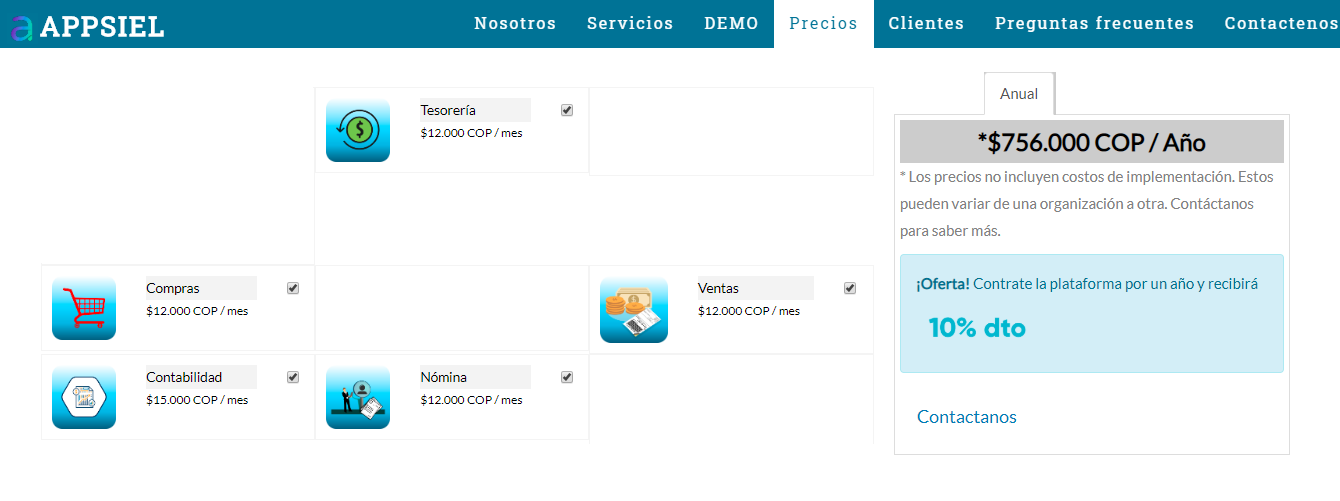 APPSIEL
Nosotros
Servicios
DEMO
Precios
Clientes
Preguntas frecuentes
Contactenos
Tesorería
$12.000 COP / mes
Compras
$12.000 COP / mes
Ventas
$12.000 COP / mes
Contabilidad
$15.000 COP / mes
Nómina
$12.000 COP / mes
Anual
*$756.000 COP / Año
* Los precios no incluyen costos de implementación. Estos
pueden variar de una organización a otra. Contáctanos
para saber más.
¡Oferta! Contrate la plataforma por un año y recibirá
10% dto
Contactanos